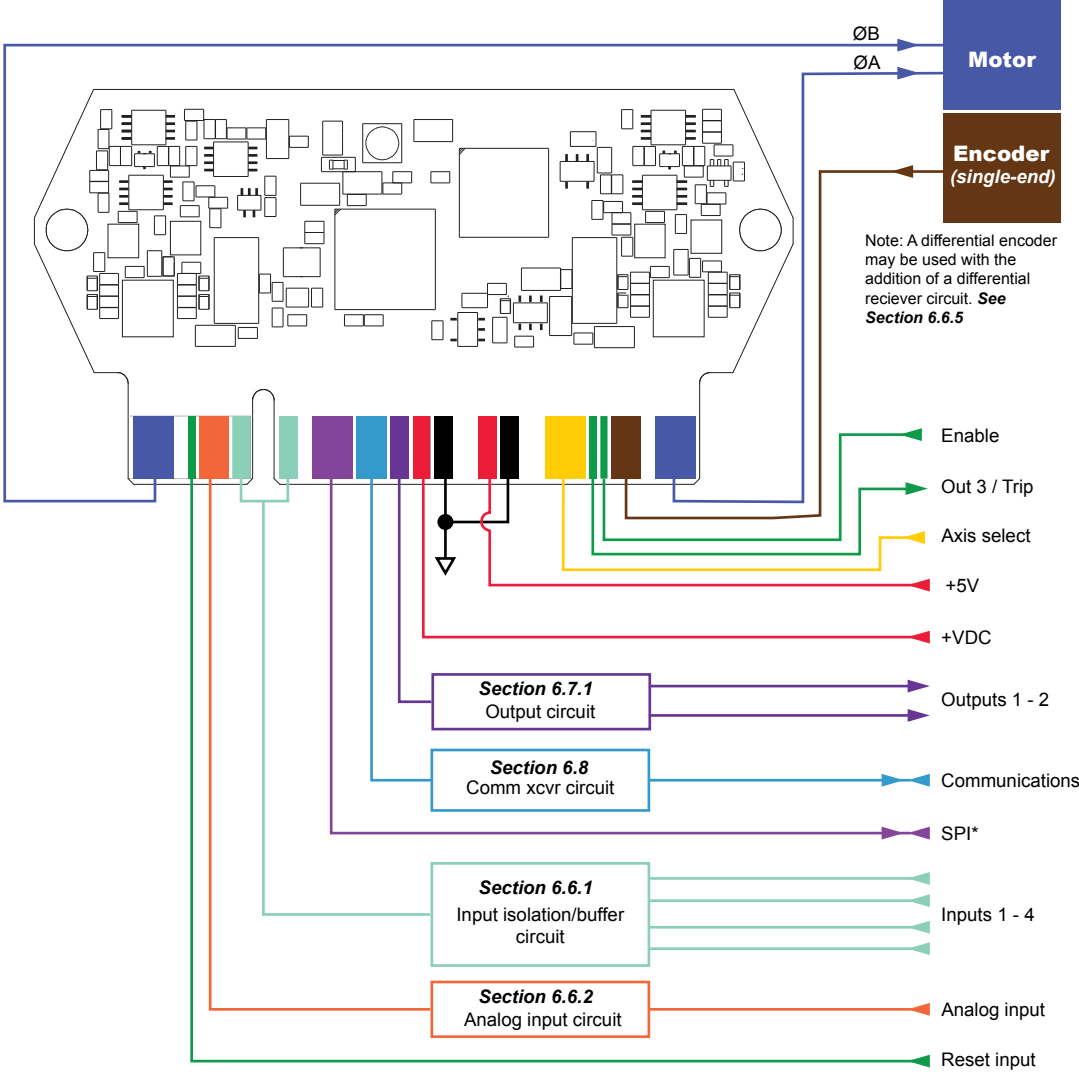 ØB
ØA
Motor
Encoder
(single-end)
Note: A differential encoder
may be used with the
addition of a differential
reciever circuit. See
Section 6.6.5
Enable
Out 3 / Trip
Axis select
+5V
+VDC
Section 6.7.1
Output circuit
Outputs 1 - 2
Section 6.8
Comm xcvr circuit
Communications
SPI*
Section 6.6.1
Input isolation/buffer
circuit
Inputs 1 - 4
Section 6.6.2
Analog input circuit
Analog input
Reset input